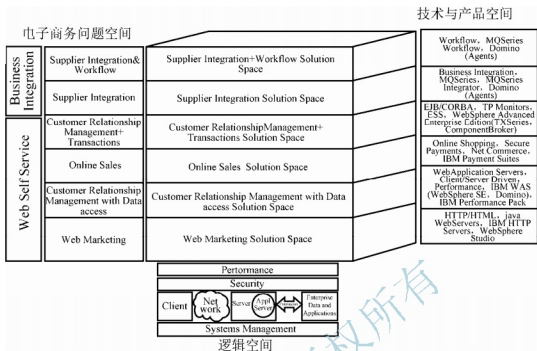 电子商务问题空间
技术与产品空间
Business
Integration
Web Self Service
Supplier Integration&
Workflow
Supplier Integration
Customer Relationship
Management+
Transactions
Online Sales
Customer Relationship
Management with Data
access
Web Marketing
Supplier Integration+Workflow Solution
Space
Supplier Integration Solution Space
Customer RelationshipManagement+
Transactions Solution Space
Online Sales Solution Space
Customer Relationship Management with Data
access Solution Space
Web Marketing Solution Space
Workflow，MQSeries
Workflow，Domino
(Agents)
Business Integration，
MQSeries，MQSeries
Integrator，Domino
(Agents)
EJB/CORBA，TP Monitors，
ESS，WebSphere Advanced
Enterprise Edition(TXSeries，
ComponentBroker)
Online Shopping，Secure
Payments，Net Commerce，
IBM Payment Suites
WebApplication Servers，
Client/Server Driven，
Performance，IBM WAS
(WebSphere SE，Domino)，
IBM Performance Pack
HTTP/HTML，java
WebServers，IBM HTTP
Servers，WebSphere
Studio
Pertormance
Security
Client
Net
work
Server
Appl
Server
Enterprise
Data and
Applications
Systems Management
逻辑空间
权所有